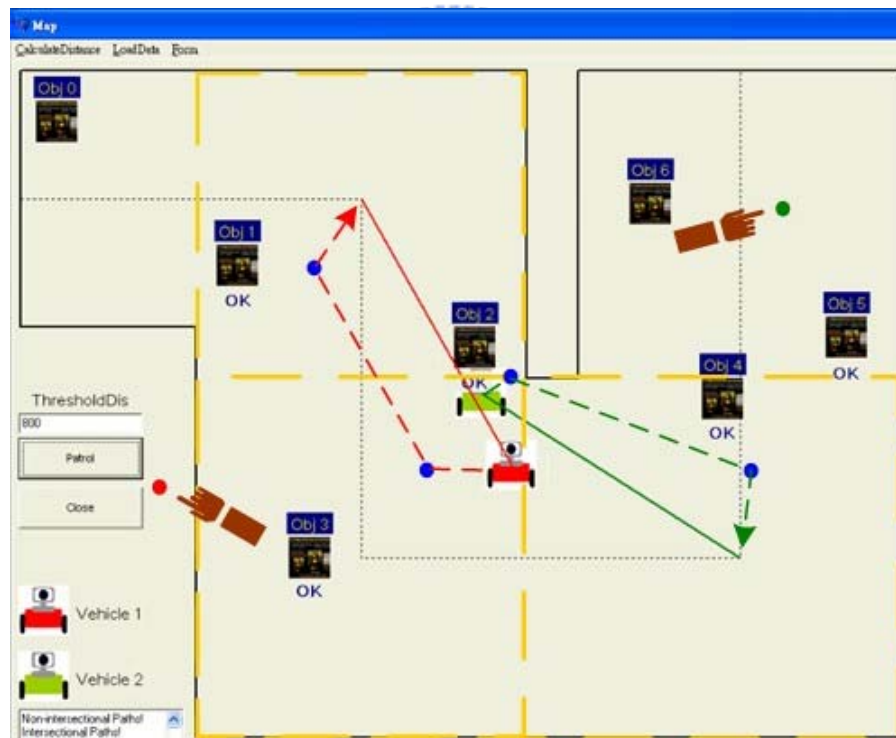 Map
CalculateDistance LoadData Form
Obj 0
Obj 6
Obj 1
OK
Obj 2
OK
Obj 5
OK
Obj 4
OK
ThresholdDis
800
Patrol
Close
Obj 3
OK
Vehicle 1
Vehicle 2
Non-intersectional Paths!
Intersectional Paths!